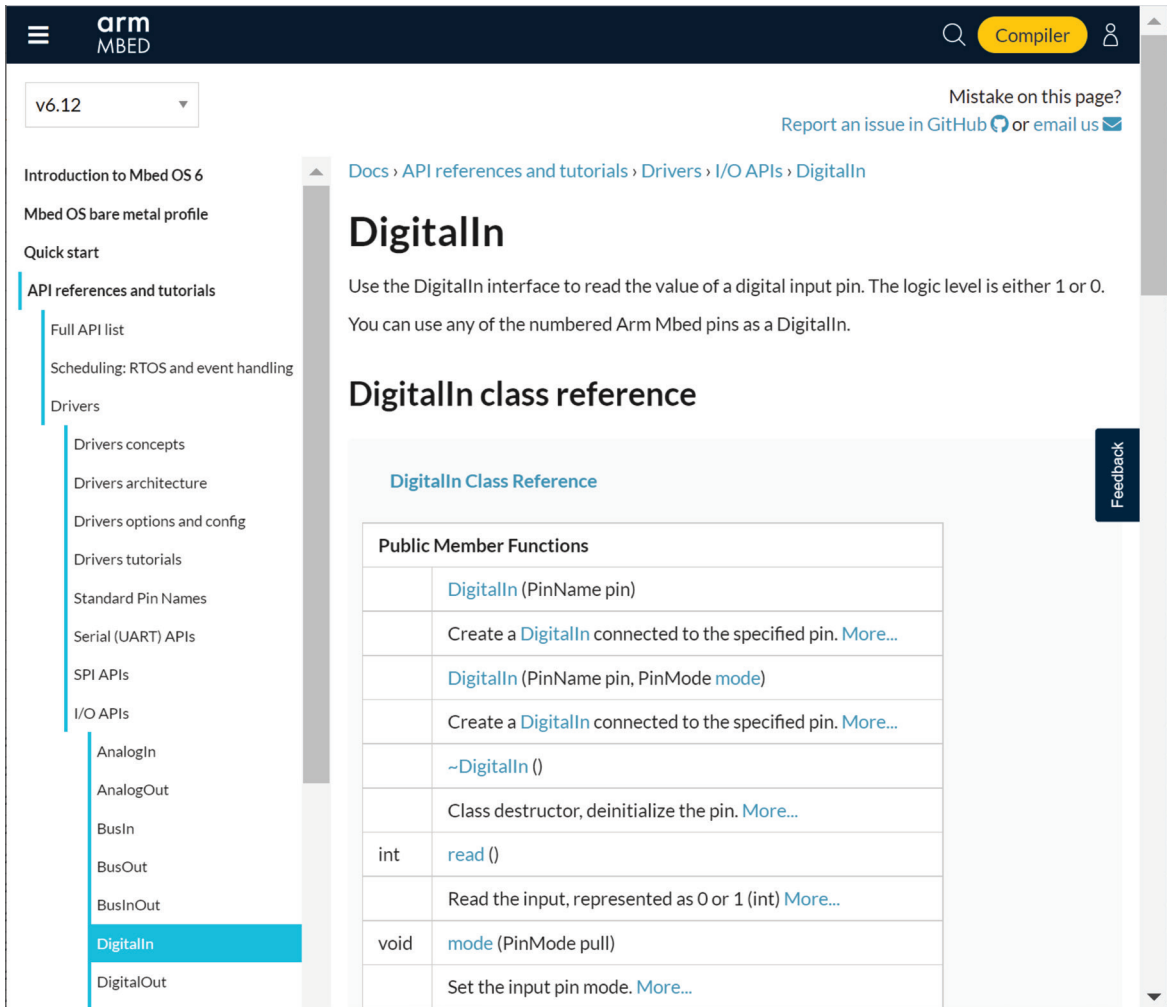 arm
MBED
Compiler
v6.12
Mistake on this page?
Report an issue in GitHub or email us
Introduction to Mbed OS 6
Mbed OS bare metal profile
Quick start
API references and tutorials
Full API list
Scheduling: RTOS and event handling
Drivers
Drivers concepts
Drivers architecture
Drivers options and config
Drivers tutorials
Standard Pin Names
Serial (UART) APIs
SPI APIs
I/O APIs
AnalogIn
AnalogOut
BusIn
BusOut
BusInOut
DigitalIn
DigitalOut
Docs › API references and tutorials › Drivers › I/O APIs › DigitalIn
DigitalIn
Use the DigitalIn interface to read the value of a digital input pin. The logic level is either 1 or 0.
You can use any of the numbered Arm Mbed pins as a DigitalIn.
DigitalIn class reference
DigitalIn Class Reference
Public Member Functions
DigitalIn (PinName pin)
Create a DigitalIn connected to the specified pin. More...
DigitalIn (PinName pin, PinMode mode)
Create a DigitalIn connected to the specified pin. More...
~DigitalIn ()
Class destructor, deinitialize the pin. More...
int read ()
Read the input, represented as 0 or 1 (int) More...
void mode (PinMode pull)
Set the input pin mode. More...
Feedback